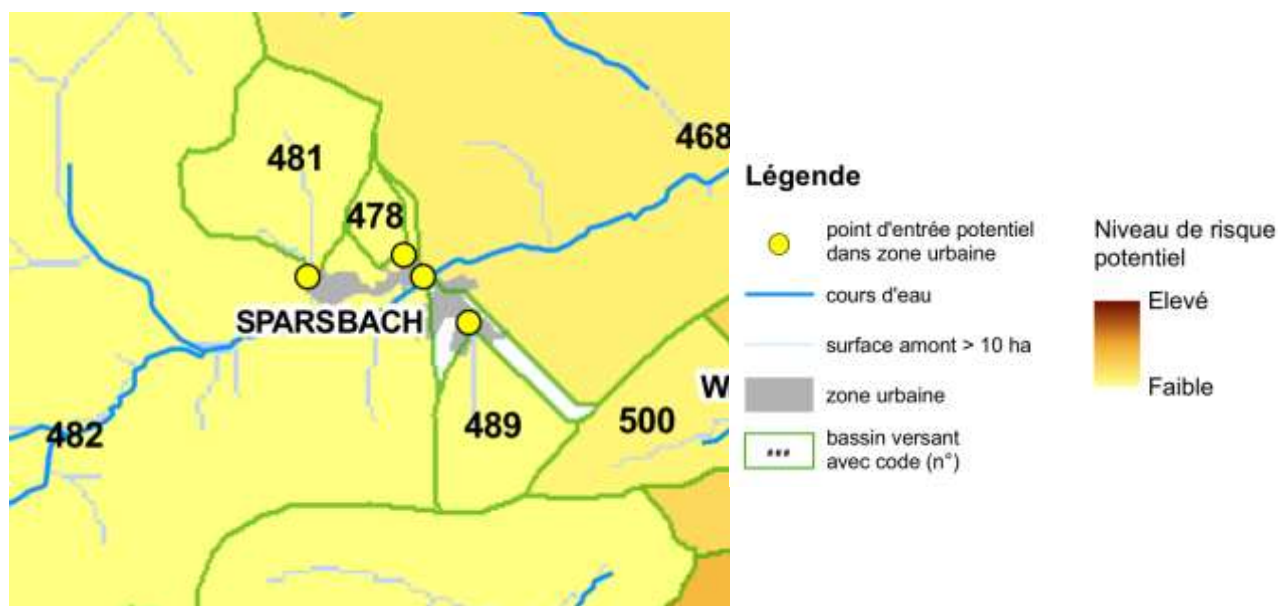 468
481
478
SPARSBACH
W
489
500
482
Légende
point d'entrée potentiel
dans zone urbaine
cours d'eau
surface amont > 10 ha
zone urbaine
###
bassin versant
avec code (n°)
Niveau de risque
potentiel
Elevé
Faible